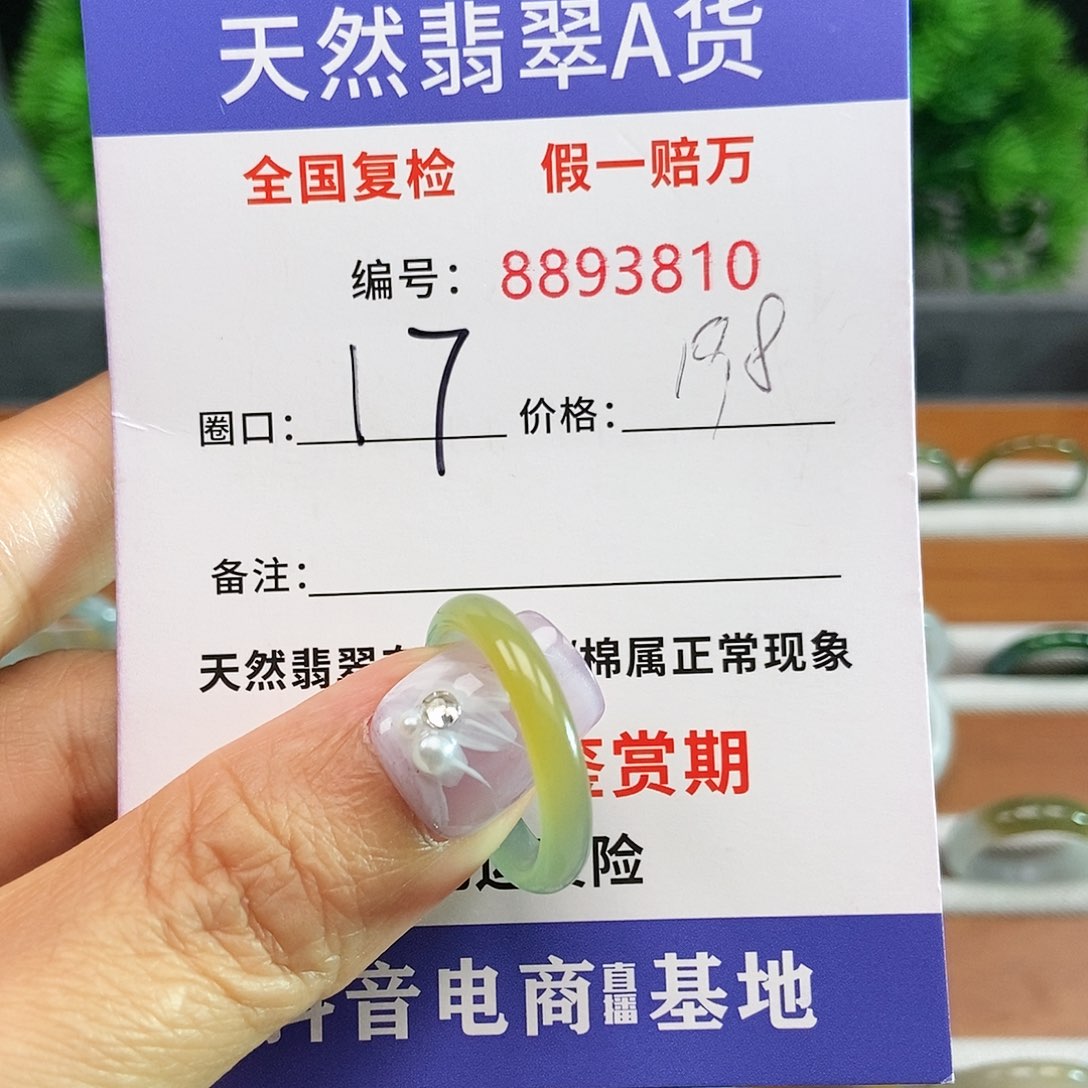 天然翡翠A货
全国复检 假一赔万
编号：8893810
圈口：17 价格：198
备注：
天然翡翠 棉属正常现象
鉴赏期
险
抖音电商直播基地